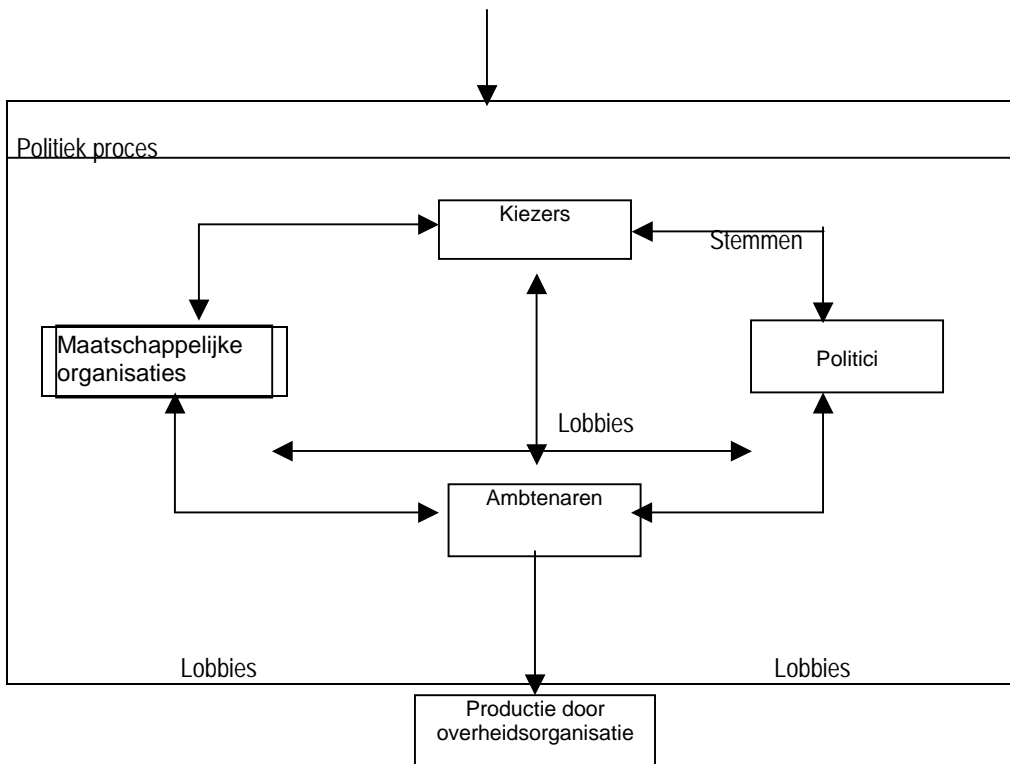 Politiek proces
Kiezers
Stemmen
Maatschappelijke
organisaties
Politici
Lobbies
Ambtenaren
Lobbies
Lobbies
Productie door
overheidsorganisatie